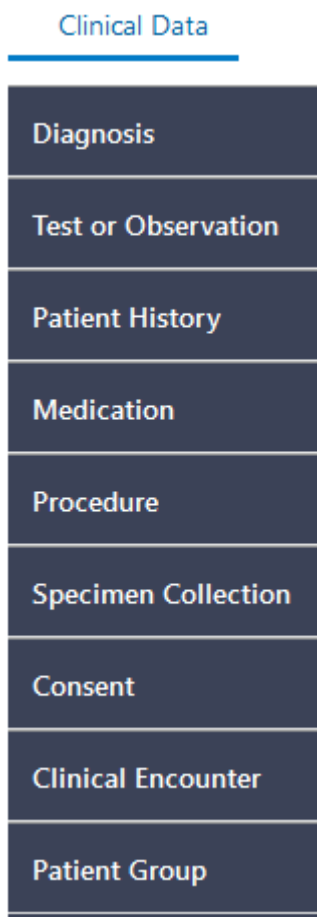 Clinical Data
Diagnosis
Test or Observation
Patient History
Medication
Procedure
Specimen Collection
Consent
Clinical Encounter
Patient Group